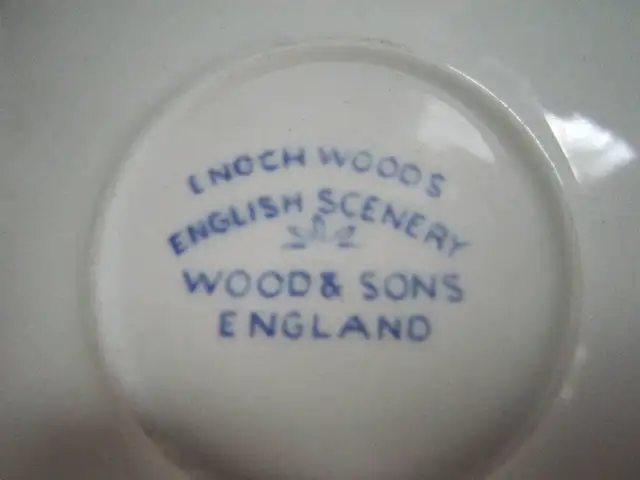 ENOCH WOODS
ENGLISH SCENERY
WOOD & SONS
ENGLAND